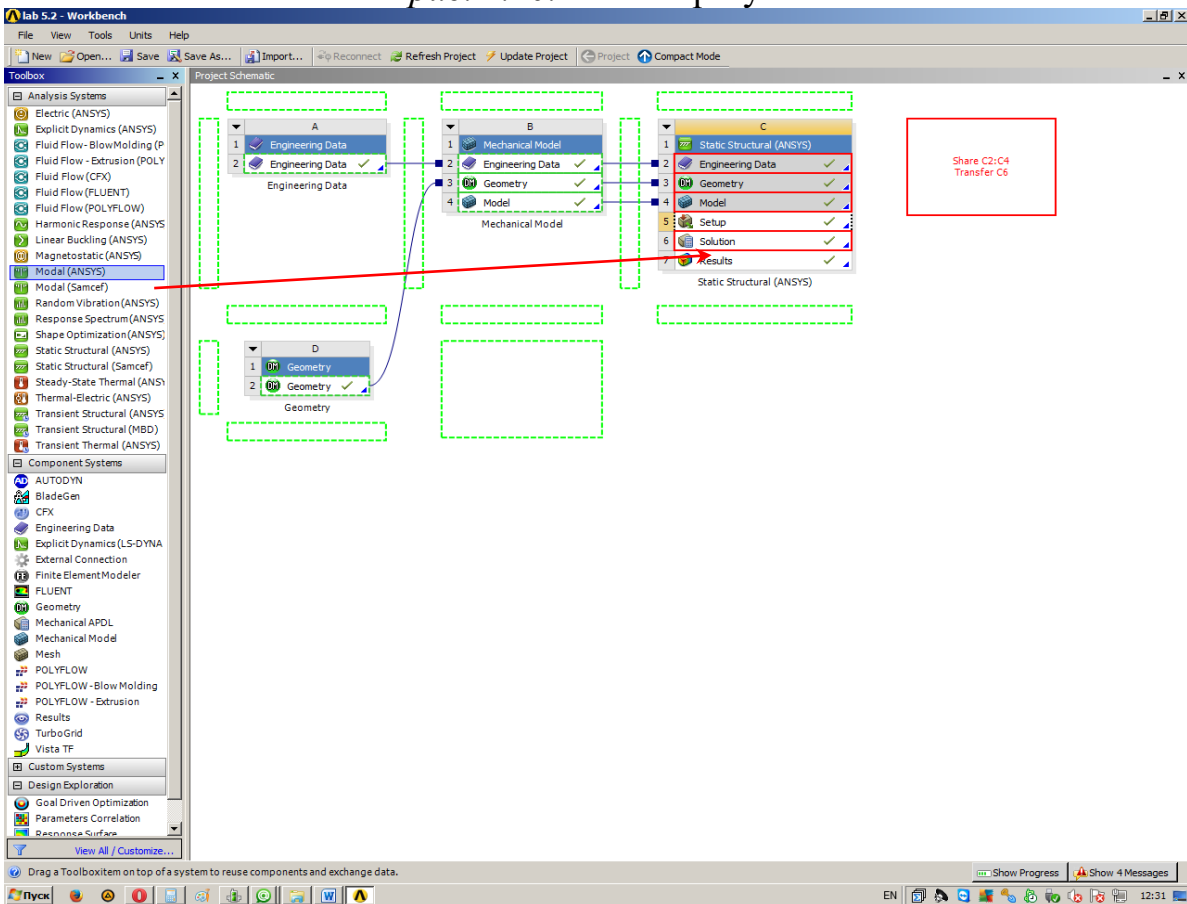 lab 5.2 - Workbench
File View Tools Units Help
New Open... Save Save As... Import... Reconnect Refresh Project Update Project Project Compact Mode
Toolbox
Project Schematic
Analysis Systems
Electric (ANSYS)
Explicit Dynamics (ANSYS)
Fluid Flow- BlowMolding (P
Fluid Flow - Extrusion (POLY
Fluid Flow (CFX)
Fluid Flow (FLUENT)
Fluid Flow (POLYFLOW)
Harmonic Response (ANSYS
Linear Buckling (ANSYS)
Magnetostatic (ANSYS)
Modal (ANSYS)
Modal (Samcef)
Random Vibration (ANSYS)
Response Spectrum (ANSYS
Shape Optimization (ANSYS)
Static Structural (ANSYS)
Static Structural (Samcef)
Steady-State Thermal (ANSY
Thermal-Electric (ANSYS)
Transient Structural (ANSYS
Transient Structural (MBD)
Transient Thermal (ANSYS)
Component Systems
AUTODYN
BladeGen
CFX
Engineering Data
Explicit Dynamics (LS-DYNA
External Connection
Finite Element Modeler
FLUENT
Geometry
Mechanical APDL
Mechanical Model
Mesh
POLYFLOW
POLYFLOW - Blow Molding
POLYFLOW - Extrusion
Results
TurboGrid
Vista TF
Custom Systems
Design Exploration
Goal Driven Optimization
Parameters Correlation
Response Surface
View All / Customize...
A
1 Engineering Data
2 Engineering Data
Engineering Data
B
1 Mechanical Model
2 Engineering Data
3 Geometry
4 Model
Mechanical Model
C
1 Static Structural (ANSYS)
2 Engineering Data
3 Geometry
4 Model
5 Setup
6 Solution
7 Results
Static Structural (ANSYS)
Share C2:C4
Transfer C6
D
1 Geometry
2 Geometry
Geometry
Drag a Toolbox item on top of a system to reuse components and exchange data.
Show Progress Show 4 Messages
Пуск
EN 12:31